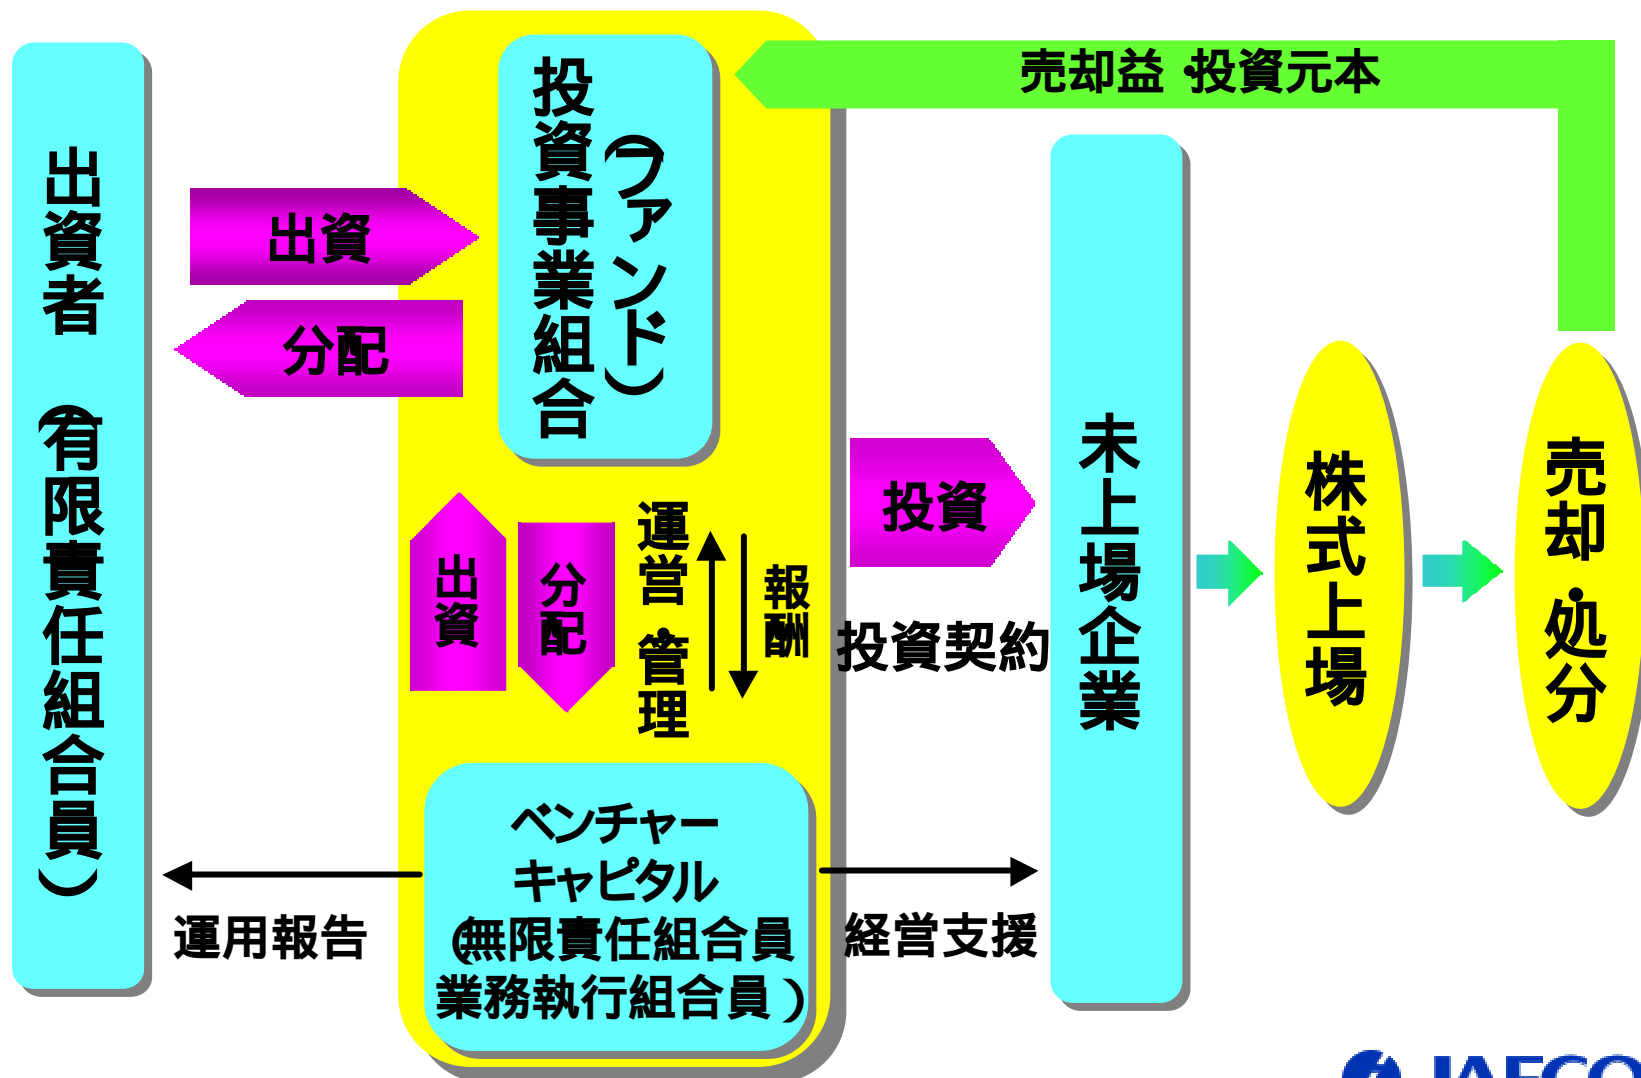 出資者　（有限責任組合員）
出資
分配
投資事業組合
（ファンド）
売却益・投資元本
出資
分配
運営・管理
報酬
投資
投資契約
未上場企業
株式上場
売却・処分
ベンチャー
キャピタル
（無限責任組合員
業務執行組合員）
運用報告
経営支援
JAFCO